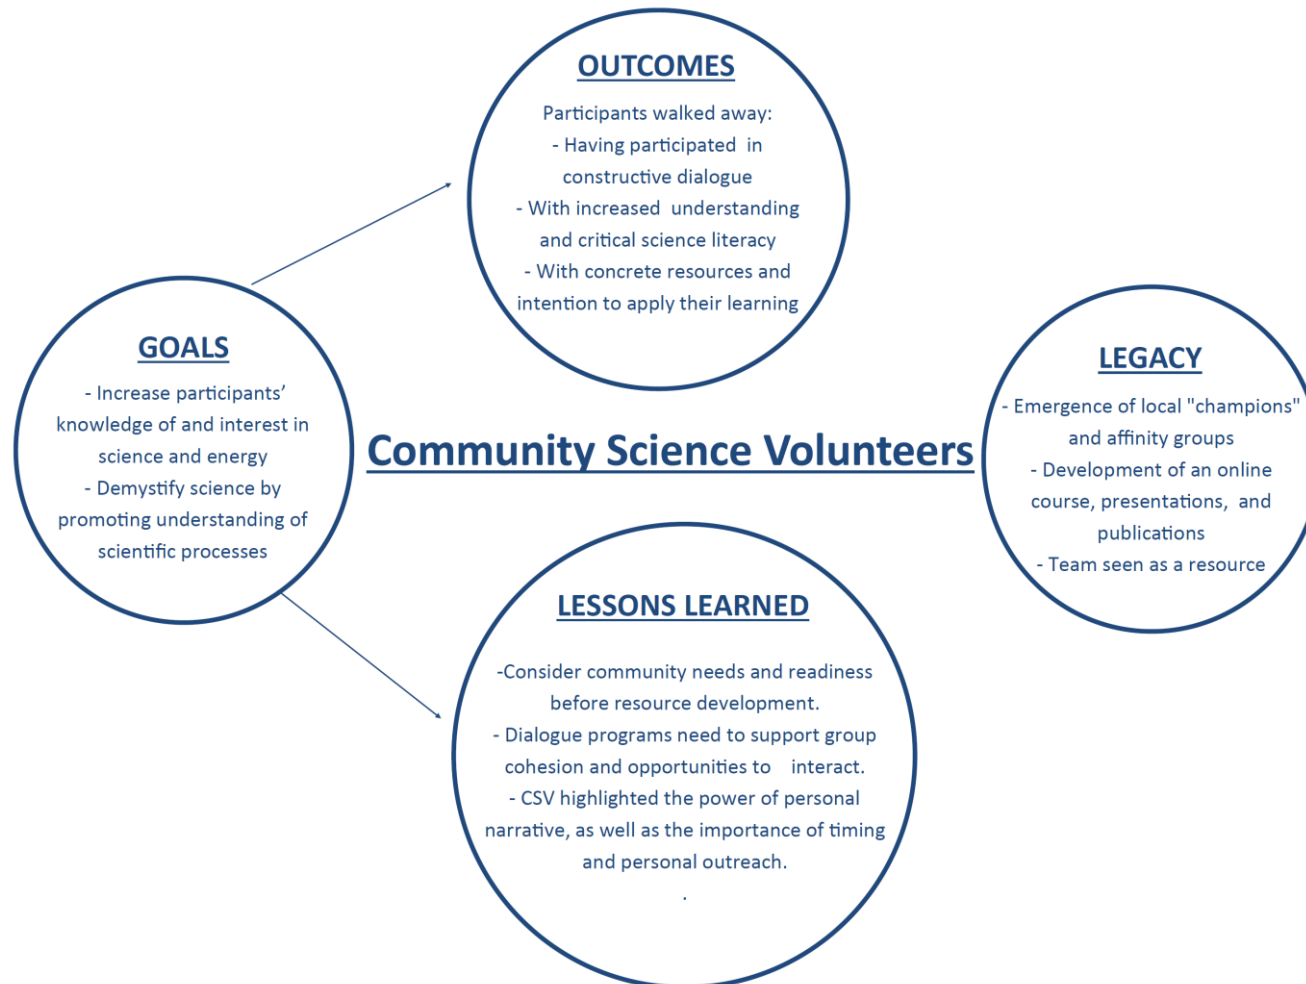 OUTCOMES
Participants walked away:
- Having participated in
constructive dialogue
- With increased understanding
and critical science literacy
- With concrete resources and
intention to apply their learning
GOALS
- Increase participants’
knowledge of and interest in
science and energy
- Demystify science by
promoting understanding of
scientific processes
Community Science Volunteers
LEGACY
- Emergence of local "champions"
and affinity groups
- Development of an online
course, presentations, and
publications
- Team seen as a resource
LESSONS LEARNED
-Consider community needs and readiness
before resource development.
- Dialogue programs need to support group
cohesion and opportunities to interact.
- CSV highlighted the power of personal
narrative, as well as the importance of timing
and personal outreach.
.